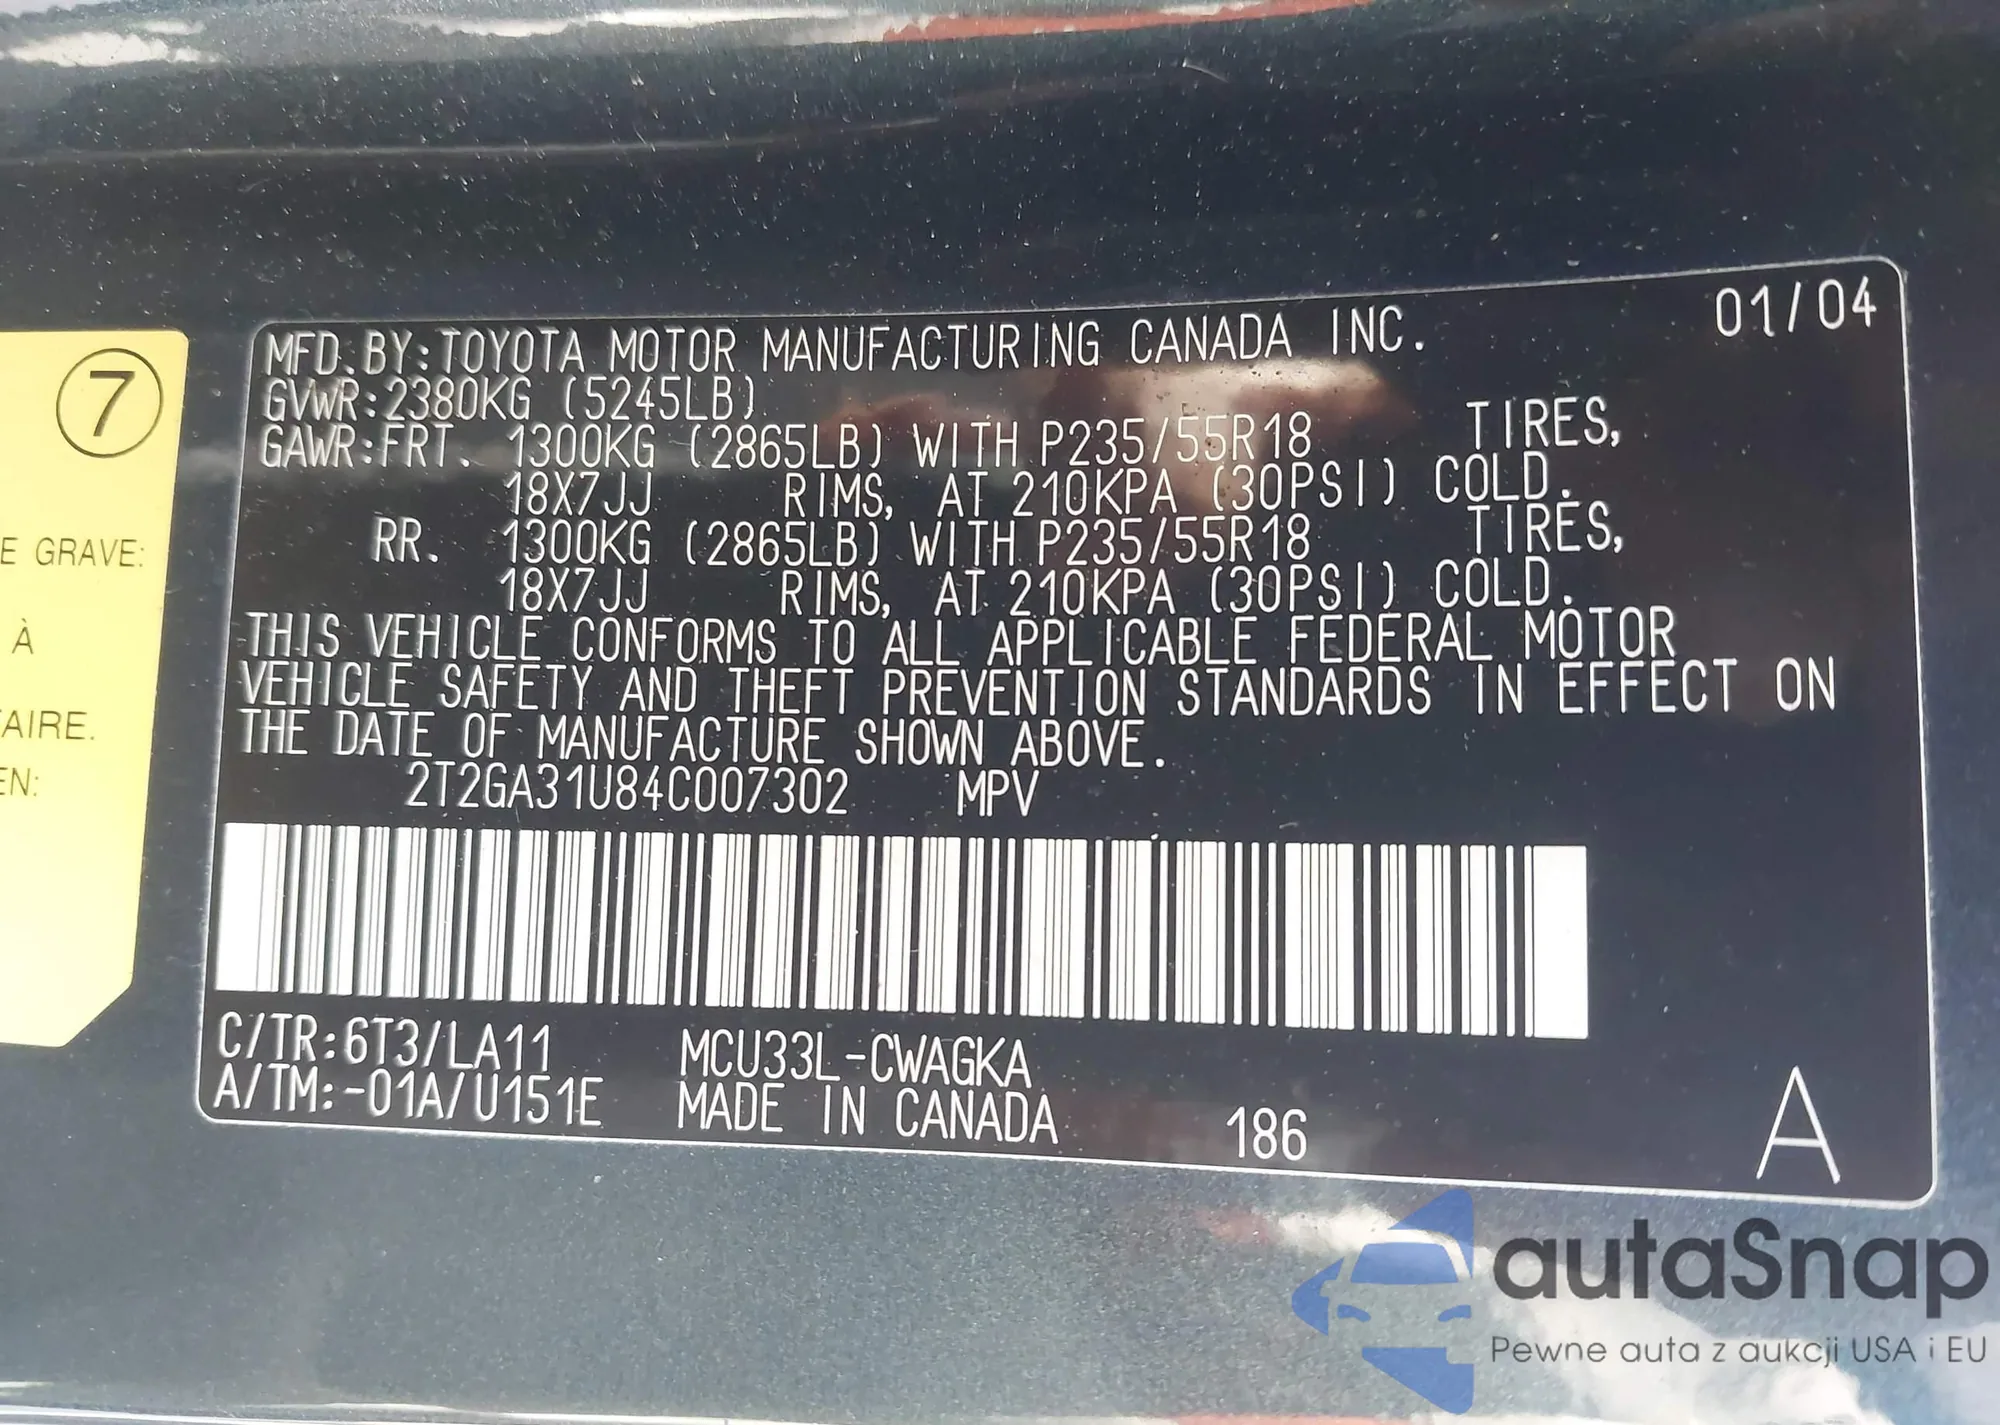 7
E GRAVE:
À
AIRE.
EN:
01/04
MFD.BY:TOYOTA MOTOR MANUFACTURING CANADA INC.
GVWR:2380KG (5245LB)
GAWR:FRT. 1300KG (2865LB) WITH P235/55R18 TIRES,
18X7JJ RIMS, AT 210KPA (30PSI) COLD.
RR. 1300KG (2865LB) WITH P235/55R18 TIRES,
18X7JJ RIMS, AT 210KPA (30PSI) COLD.
THIS VEHICLE CONFORMS TO ALL APPLICABLE FEDERAL MOTOR
VEHICLE SAFETY AND THEFT PREVENTION STANDARDS IN EFFECT ON
THE DATE OF MANUFACTURE SHOWN ABOVE.
2T2GA31U84C007302 MPV
C/TR:6T3/LA11 MCU33L-CWAGKA
A/TM:-01A/U151E MADE IN CANADA 186 A
autaSnap
Pewne auta z aukcji USA i EU